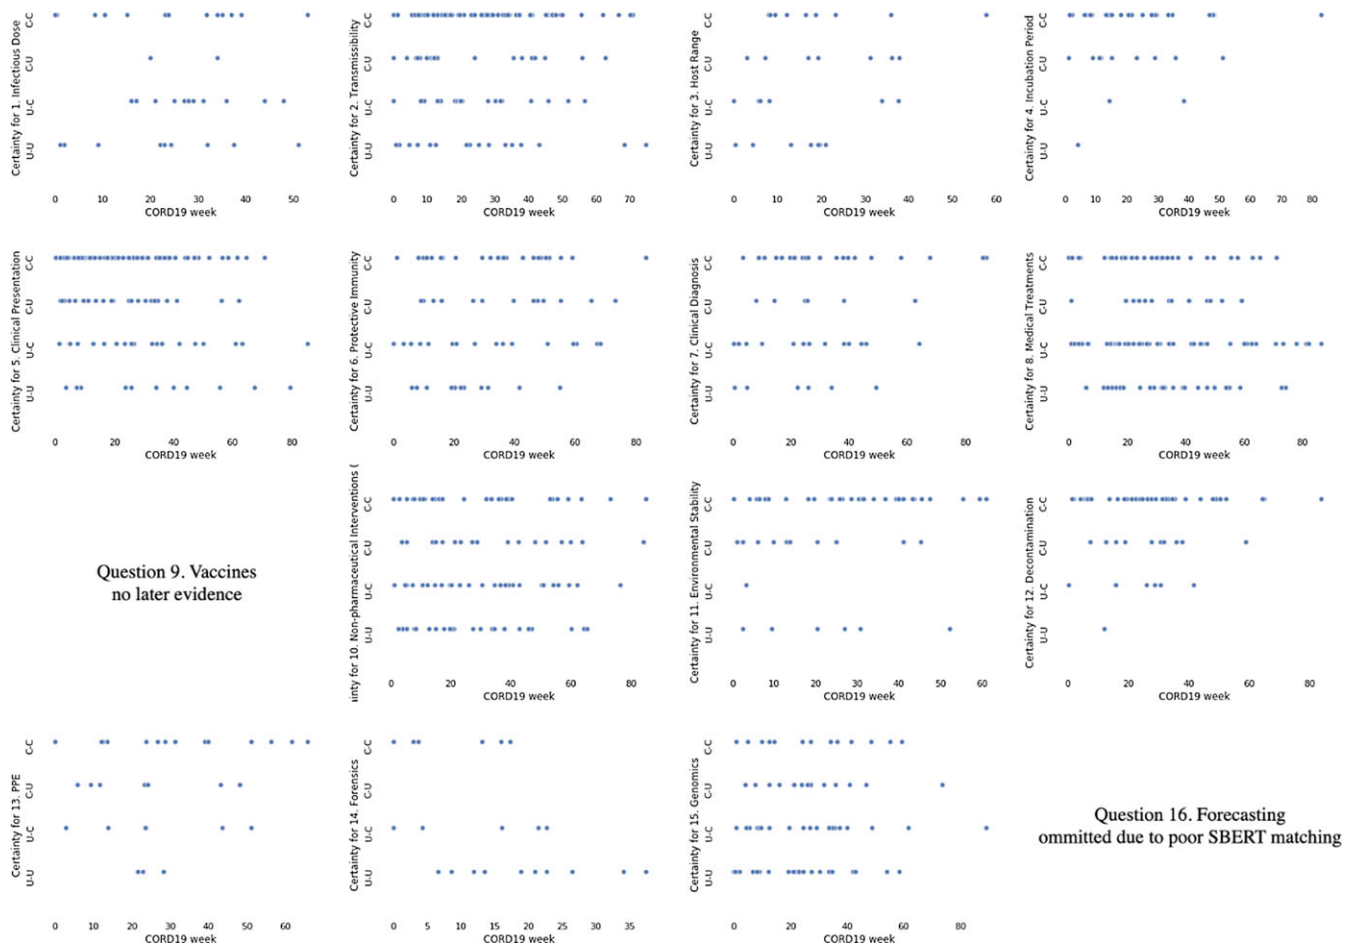 Certainty for 1. Infectious Dose
C-C
C-U
U-C
U-U
0 10 20 30 40 50
CORD19 week
Certainty for 2. Transmissibility
C-C
C-U
U-C
U-U
0 10 20 30 40 50 60 70
CORD19 week
Certainty for 3. Host Range
C-C
C-U
U-C
U-U
0 10 20 30 40 50 60
CORD19 week
Certainty for 4. Incubation Period
C-C
C-U
U-C
U-U
0 10 20 30 40 50 60 70 80
CORD19 week
Certainty for 5. Clinical Presentation
C-C
C-U
U-C
U-U
0 20 40 60 80
CORD19 week
Certainty for 6. Protective Immunity
C-C
C-U
U-C
U-U
0 20 40 60 80
CORD19 week
Certainty for 7. Clinical Diagnosis
C-C
C-U
U-C
U-U
0 20 40 60 80
CORD19 week
Certainty for 8. Medical Treatments
C-C
C-U
U-C
U-U
0 20 40 60 80
CORD19 week
Question 9. Vaccines
no later evidence
inty for 10. Non-pharmaceutical Interventions (
C-C
C-U
U-C
U-U
0 20 40 60 80
CORD19 week
Certainty for 11. Environmental Stability
C-C
C-U
U-C
U-U
0 10 20 30 40 50 60
CORD19 week
Certainty for 12. Decontamination
C-C
C-U
U-C
U-U
0 20 40 60 80
CORD19 week
Certainty for 13. PPE
C-C
C-U
U-C
U-U
0 10 20 30 40 50 60
CORD19 week
Certainty for 14. Forensics
C-C
C-U
U-C
U-U
0 5 10 15 20 25 30 35
CORD19 week
Certainty for 15. Genomics
C-C
C-U
U-C
U-U
0 20 40 60 80
CORD19 week
Question 16. Forecasting
ommitted due to poor SBERT matching